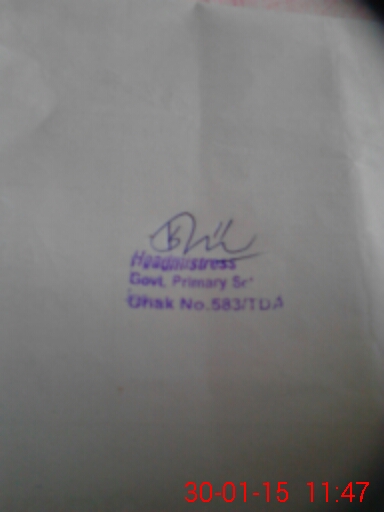 Headmistress
Govt. Primary
Chak No.583/TDA
30-01-15 11:47